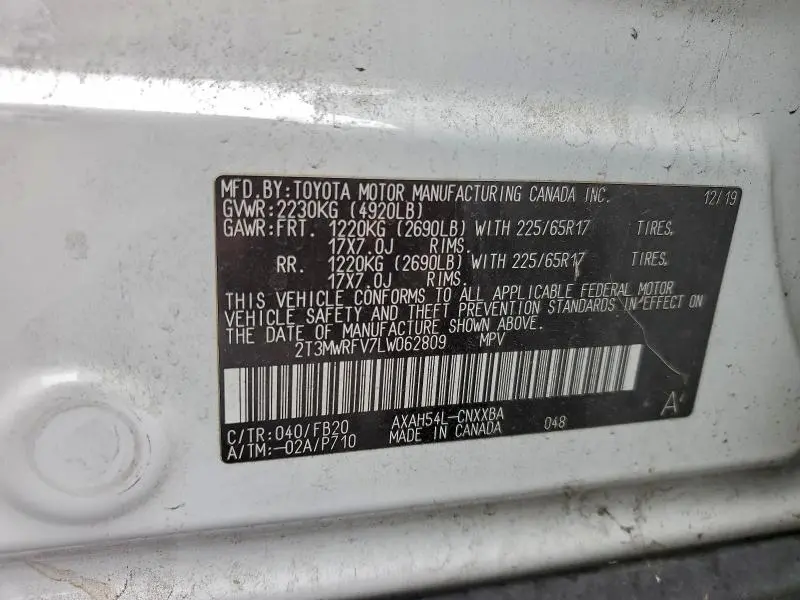 MFD.BY:TOYOTA MOTOR MANUFACTURING CANADA INC. 12/19
GVWR:2230KG (4920LB)
GAWR:FRT. 1220KG (2690LB) WITH 225/65R17 TIRES,
17X7.0J RIMS.
RR. 1220KG (2690LB) WITH 225/65R17 TIRES,
17X7.0J RIMS.
THIS VEHICLE CONFORMS TO ALL APPLICABLE FEDERAL MOTOR
VEHICLE SAFETY AND THEFT PREVENTION STANDARDS IN EFFECT ON
THE DATE OF MANUFACTURE SHOWN ABOVE.
2T3MWRFV7LW062809 MPV
C/TR:040/FB20 AXAH54L-CNXXBA 048 A
A/TM:-02A/P710 MADE IN CANADA